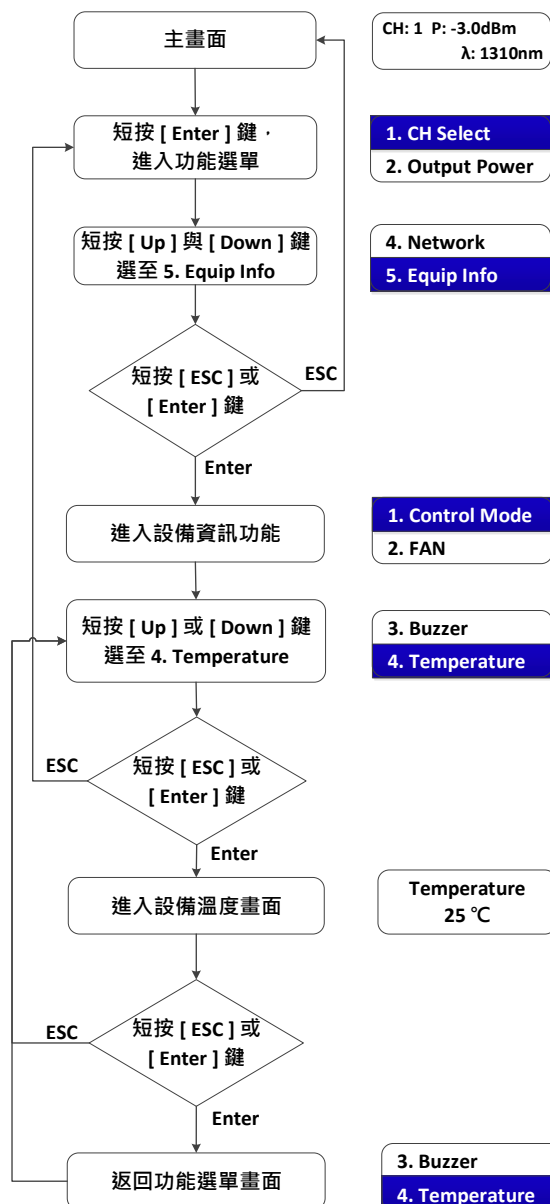 主畫面
CH: 1 P: -3.0dBm
λ: 1310nm
短按 [ Enter ] 鍵，
進入功能選單
1. CH Select
2. Output Power
短按 [ Up ] 與 [ Down ] 鍵
選至 5. Equip Info
4. Network
5. Equip Info
短按 [ ESC ] 或
[ Enter ] 鍵
ESC
Enter
進入設備資訊功能
1. Control Mode
2. FAN
短按 [ Up ] 或 [ Down ] 鍵
選至 4. Temperature
3. Buzzer
4. Temperature
ESC
短按 [ ESC ] 或
[ Enter ] 鍵
Enter
進入設備溫度畫面
Temperature
25 ℃
ESC
短按 [ ESC ] 或
[ Enter ] 鍵
Enter
返回功能選單畫面
3. Buzzer
4. Temperature